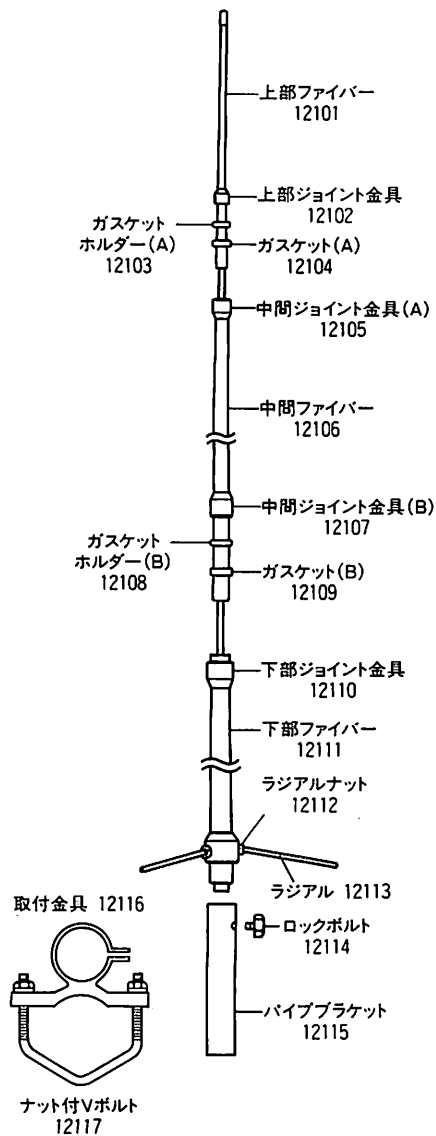 上部ファイバー
12101
上部ジョイント金具
12102
ガスケット
ホルダー(A)
12103
ガスケット(A)
12104
中間ジョイント金具(A)
12105
中間ファイバー
12106
中間ジョイント金具(B)
12107
ガスケット
ホルダー(B)
12108
ガスケット(B)
12109
下部ジョイント金具
12110
下部ファイバー
12111
ラジアルナット
12112
ラジアル 12113
取付金具 12116
ロックボルト
12114
パイプブラケット
12115
ナット付Vボルト
12117